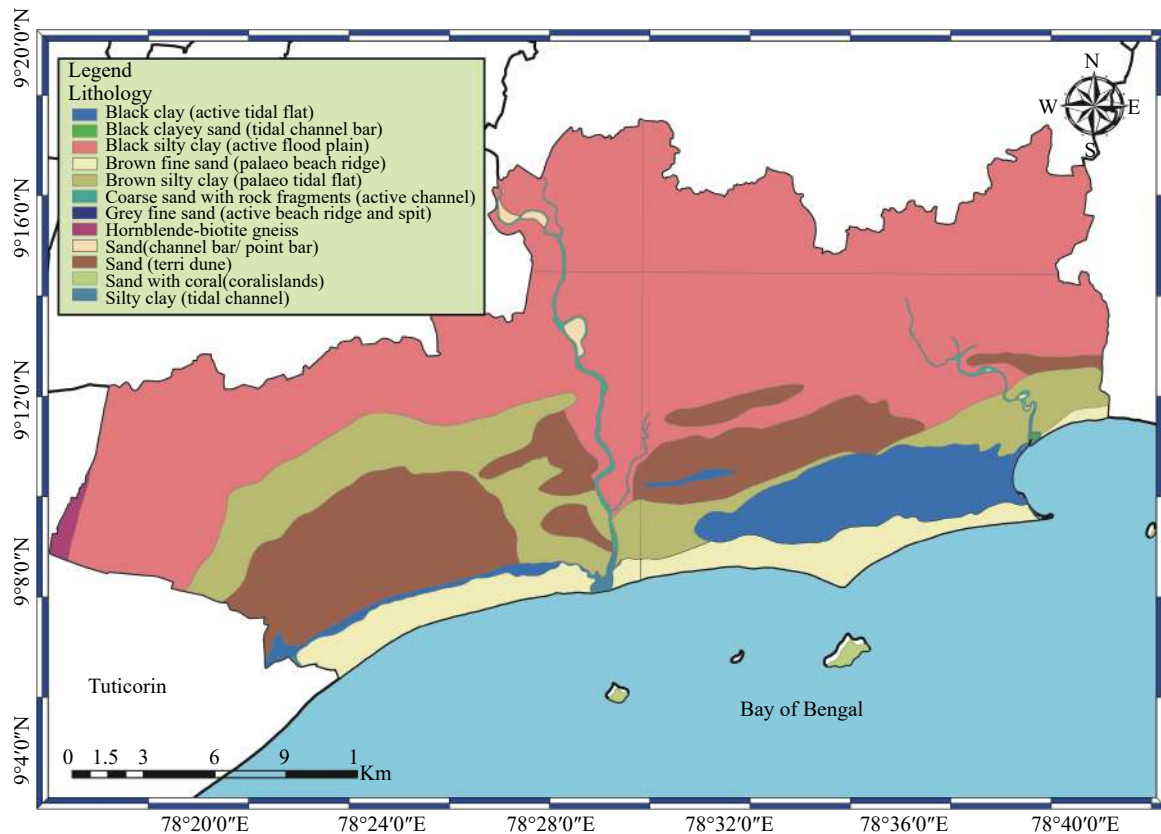 Legend
Lithology
Black clay (active tidal flat)
Black clayey sand (tidal channel bar)
Black silty clay (active flood plain)
Brown fine sand (palaeo beach ridge)
Brown silty clay (palaeo tidal flat)
Coarse sand with rock fragments (active channel)
Grey fine sand (active beach ridge and spit)
Hornblende-biotite gneiss
Sand(channel bar/ point bar)
Sand (terri dune)
Sand with coral(coralislands)
Silty clay (tidal channel)
N
W E
S
9°20′0″N
9°16′0″N
9°12′0″N
9°8′0″N
9°4′0″N
Tuticorin
Bay of Bengal
0 1.5 3 6 9 1
Km
78°20′0″E 78°24′0″E 78°28′0″E 78°32′0″E 78°36′0″E 78°40′0″E